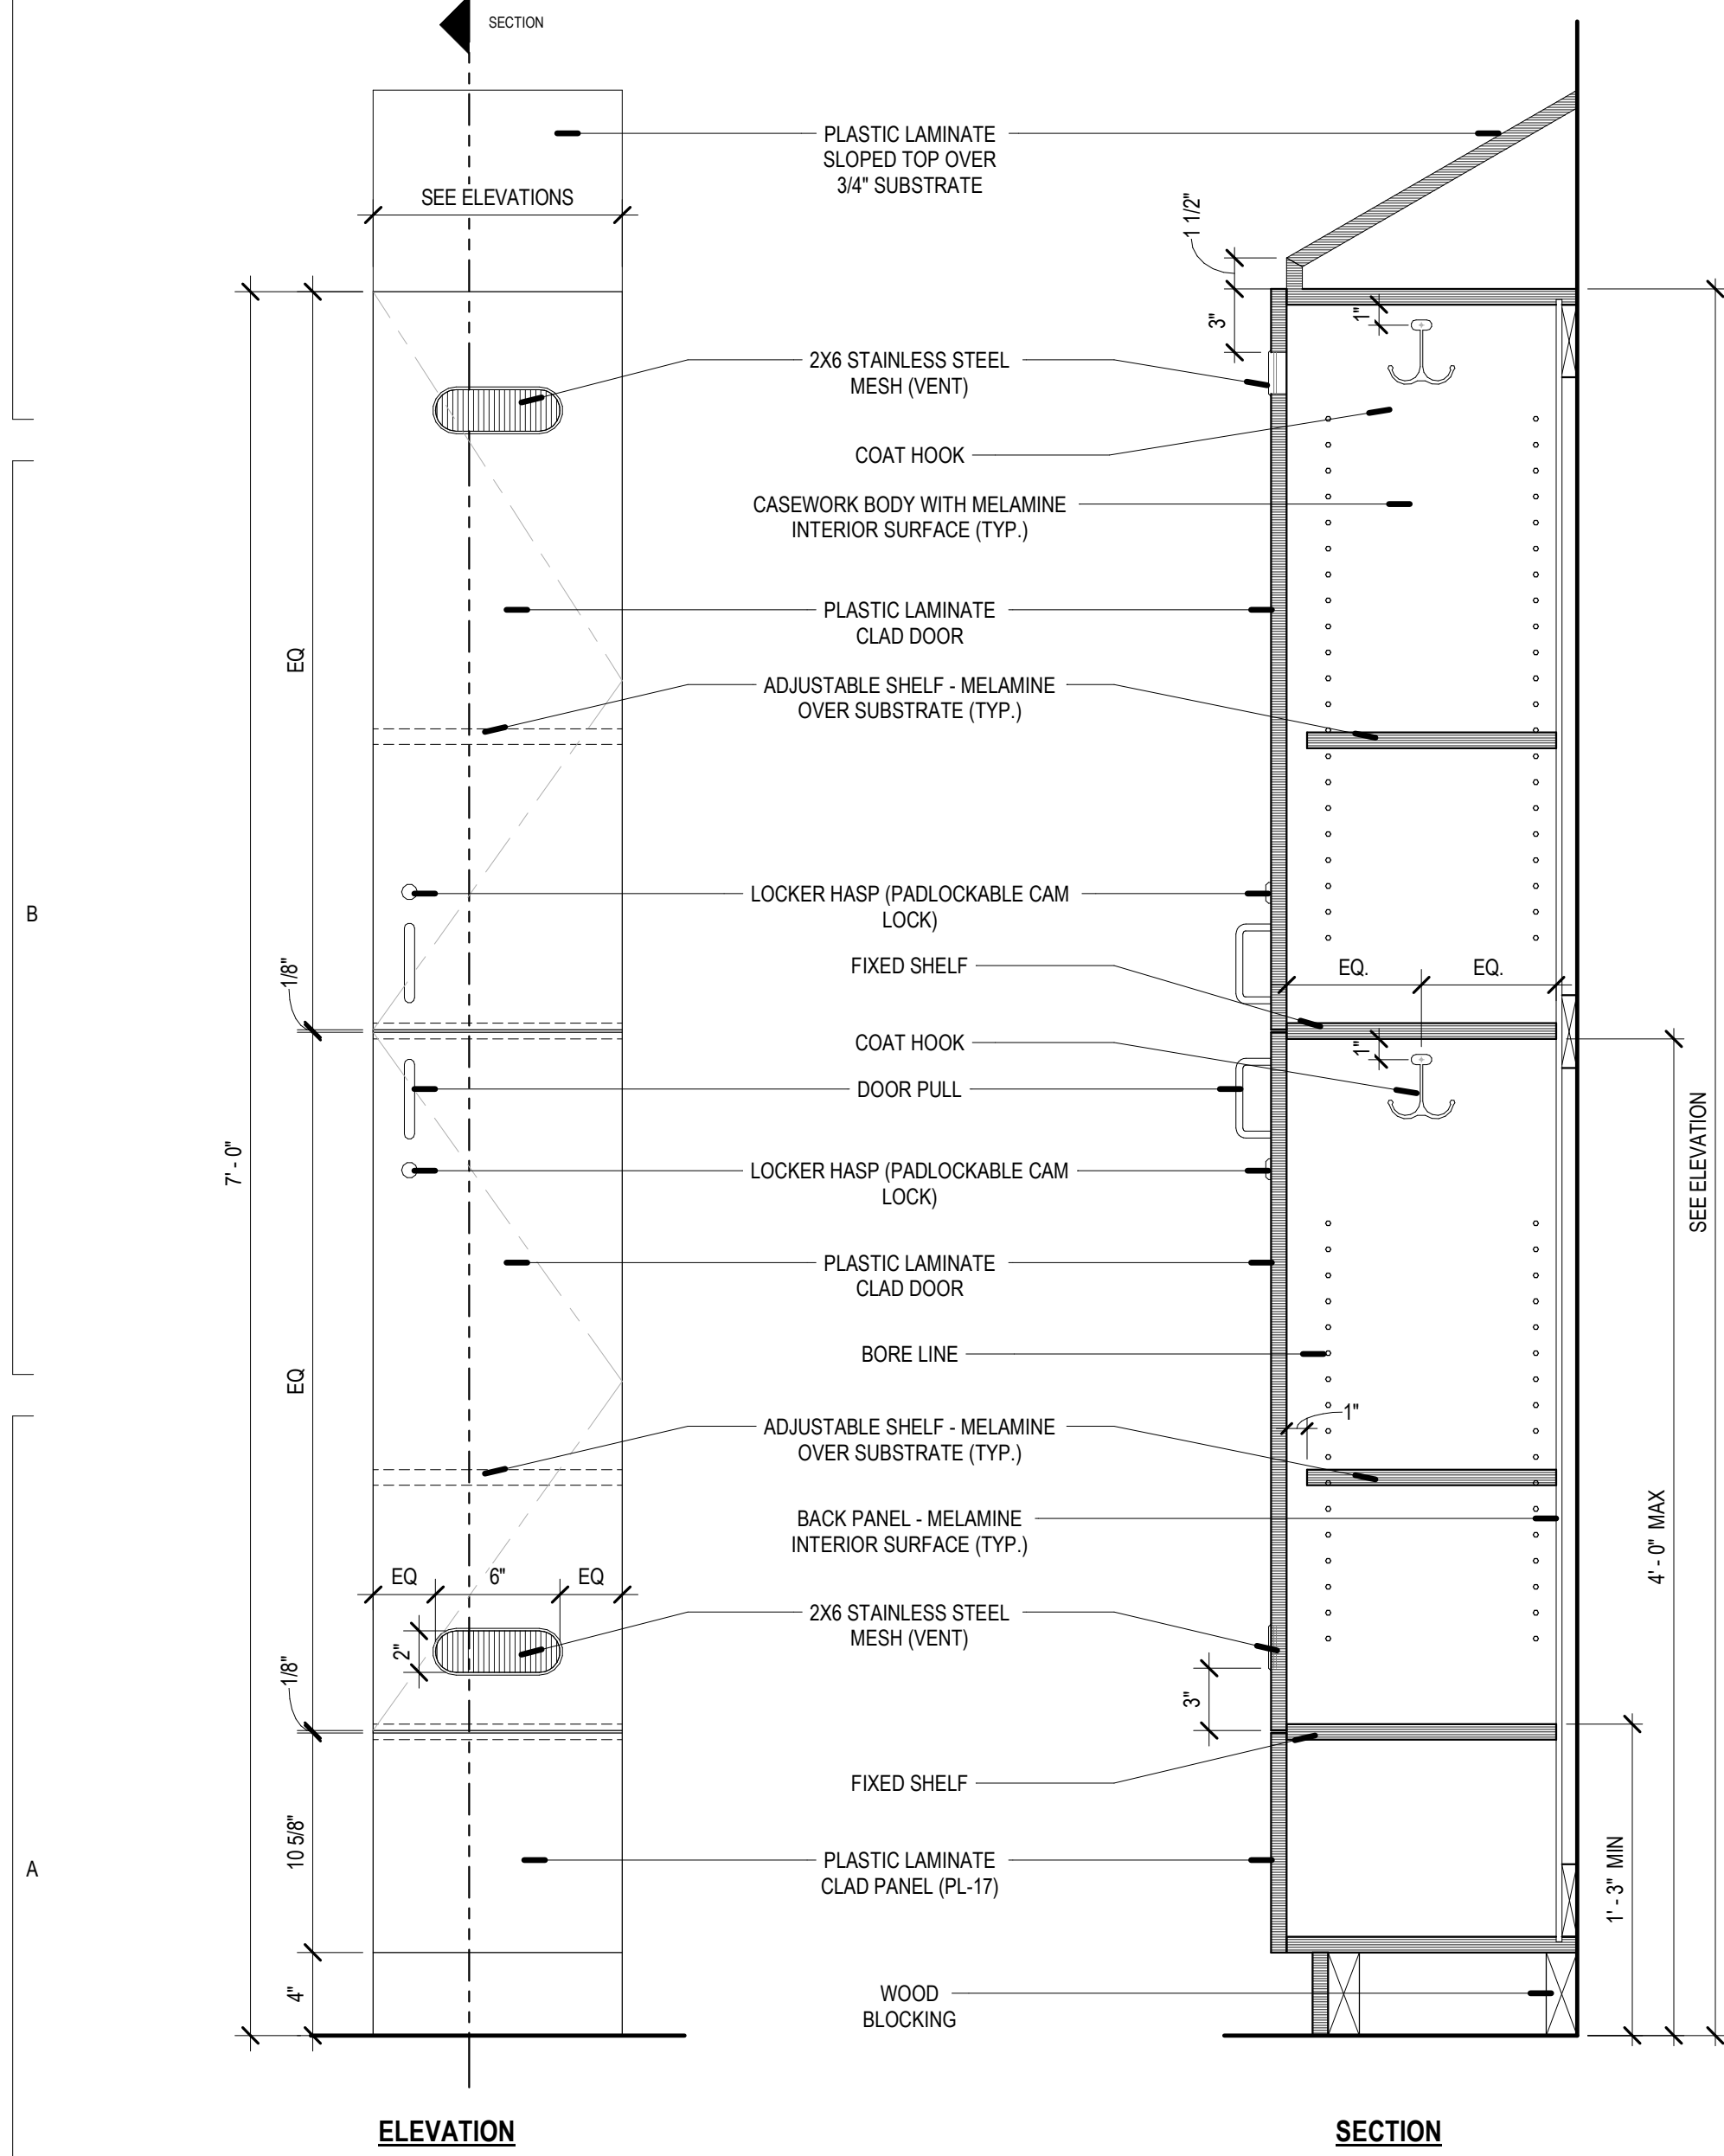 SECTION
PLASTIC LAMINATE
SLOPED TOP OVER
3/4" SUBSTRATE
SEE ELEVATIONS
1 1/2"
3"
1"
2X6 STAINLESS STEEL
MESH (VENT)
COAT HOOK
CASEWORK BODY WITH MELAMINE
INTERIOR SURFACE (TYP.)
PLASTIC LAMINATE
CLAD DOOR
EQ
ADJUSTABLE SHELF - MELAMINE
OVER SUBSTRATE (TYP.)
B
LOCKER HASP (PADLOCKABLE CAM
LOCK)
1/8"
FIXED SHELF
EQ.
EQ.
COAT HOOK
1"
DOOR PULL
7' - 0"
LOCKER HASP (PADLOCKABLE CAM
LOCK)
SEE ELEVATION
PLASTIC LAMINATE
CLAD DOOR
BORE LINE
EQ
1"
ADJUSTABLE SHELF - MELAMINE
OVER SUBSTRATE (TYP.)
BACK PANEL - MELAMINE
INTERIOR SURFACE (TYP.)
4' - 0" MAX
EQ
6"
EQ
2X6 STAINLESS STEEL
MESH (VENT)
2"
1/8"
3"
FIXED SHELF
10 5/8"
A
PLASTIC LAMINATE
CLAD PANEL (PL-17)
1' - 3" MIN
4"
WOOD
BLOCKING
ELEVATION
SECTION